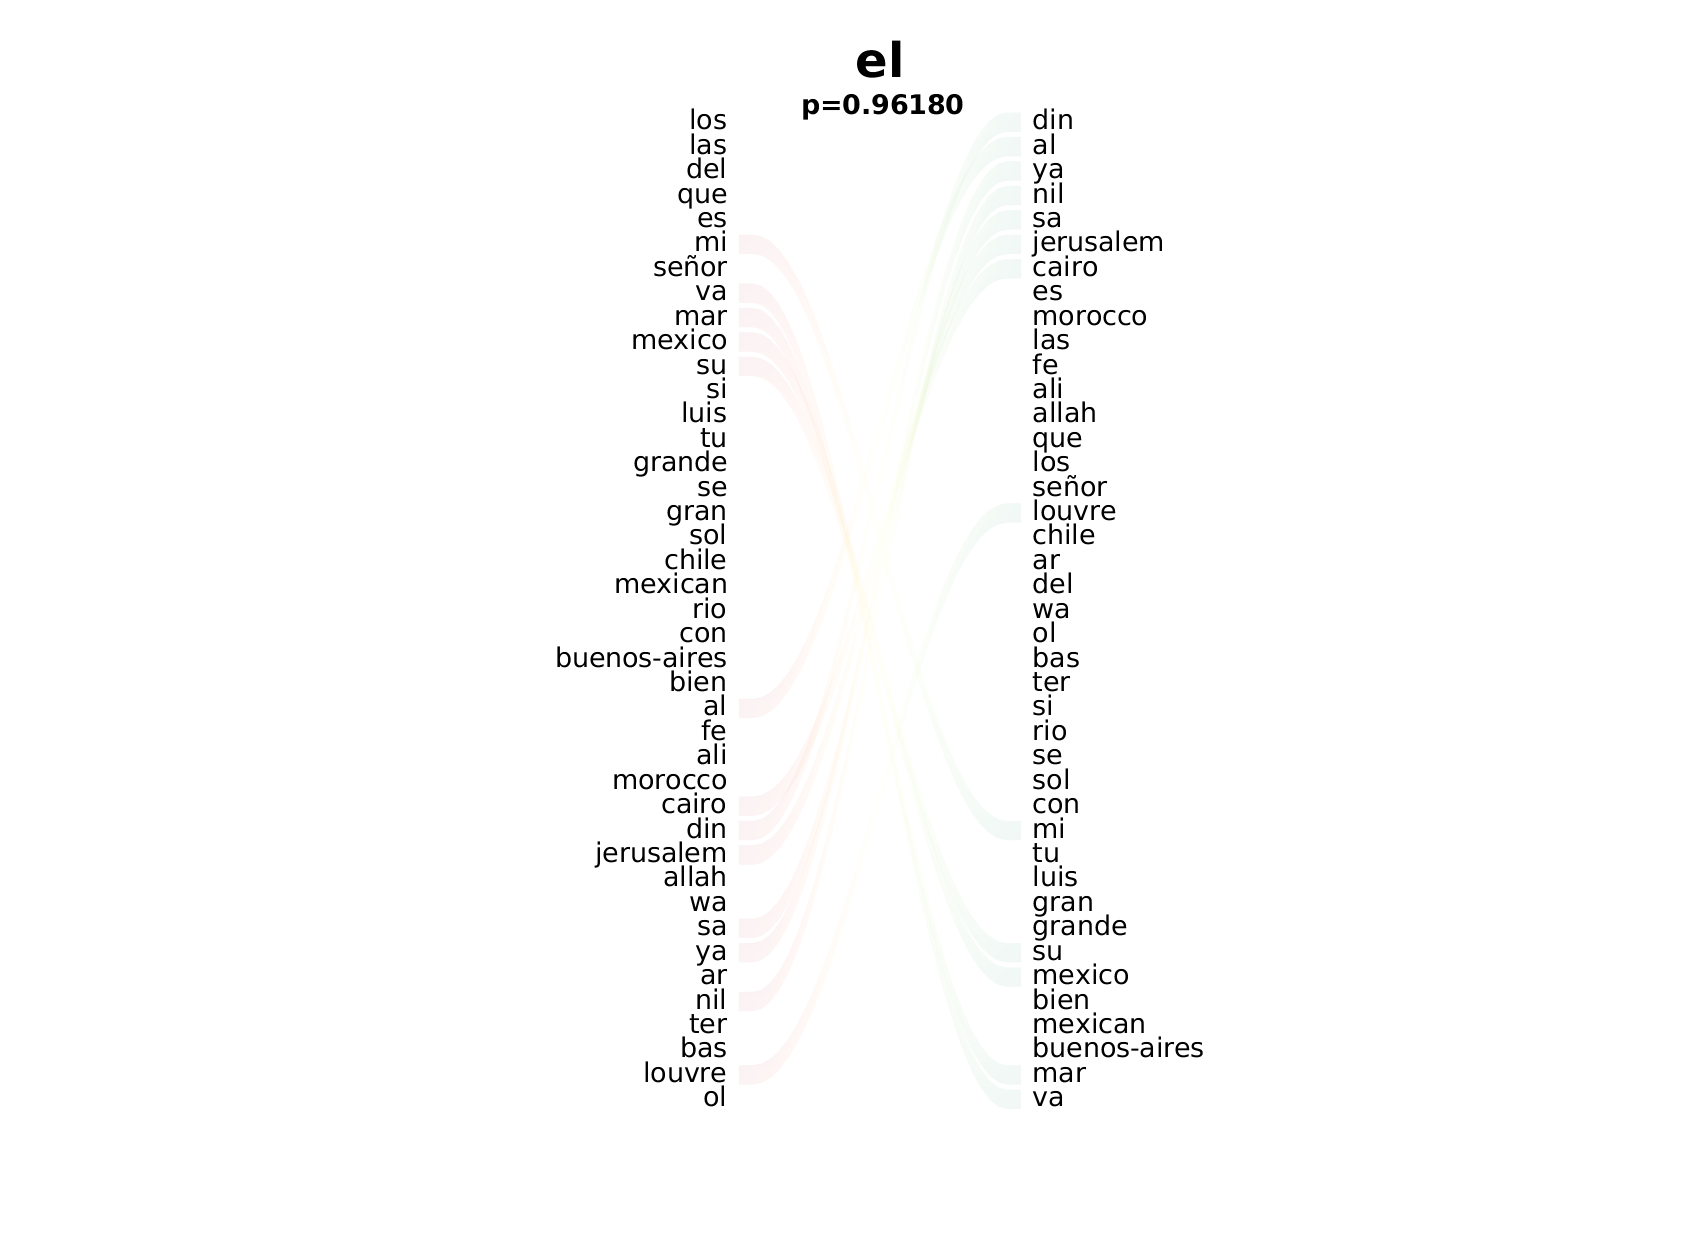 el
p=0.96180
los
las
del
que
es
mi
señor
va
mar
mexico
su
si
luis
tu
grande
se
gran
sol
chile
mexican
rio
con
buenos-aires
bien
al
fe
ali
morocco
cairo
din
jerusalem
allah
wa
sa
ya
ar
nil
ter
bas
louvre
ol
din
al
ya
nil
sa
jerusalem
cairo
es
morocco
las
fe
ali
allah
que
los
señor
louvre
chile
ar
del
wa
ol
bas
ter
si
rio
se
sol
con
mi
tu
luis
gran
grande
su
mexico
bien
mexican
buenos-aires
mar
va